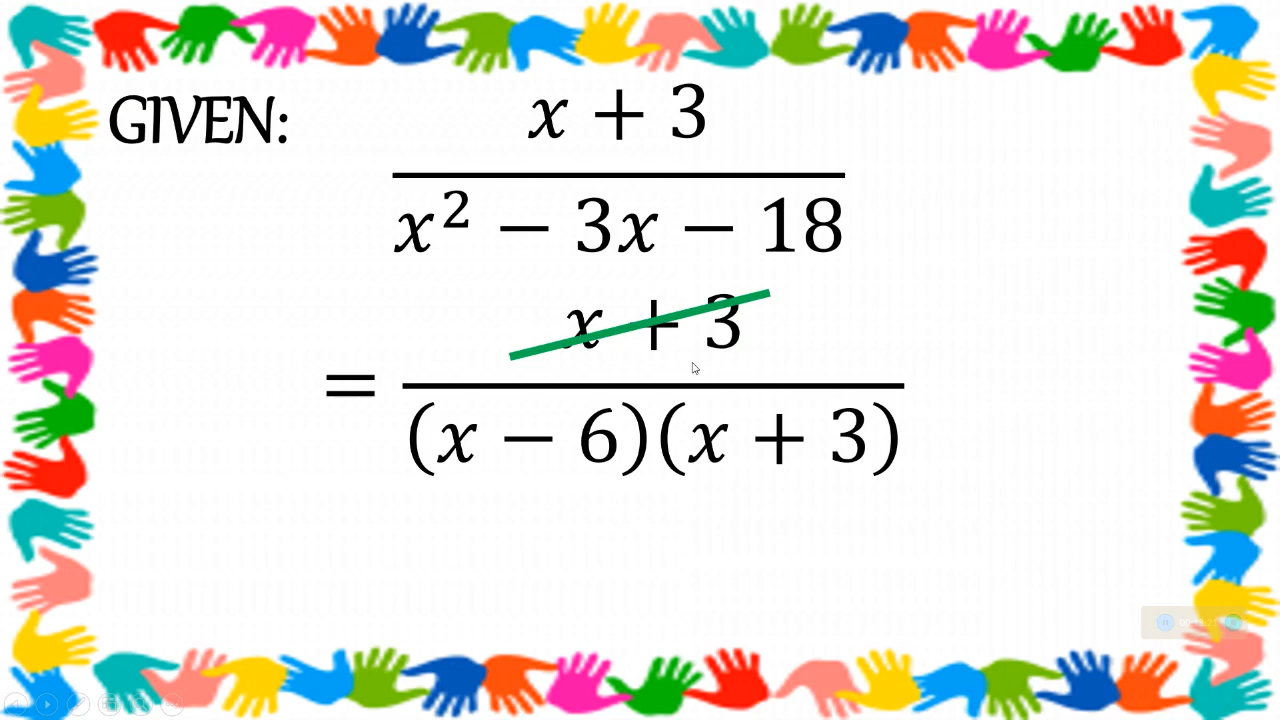 GIVEN:
x + 3
x² − 3x − 18
x + 3
=
(x − 6)(x + 3)